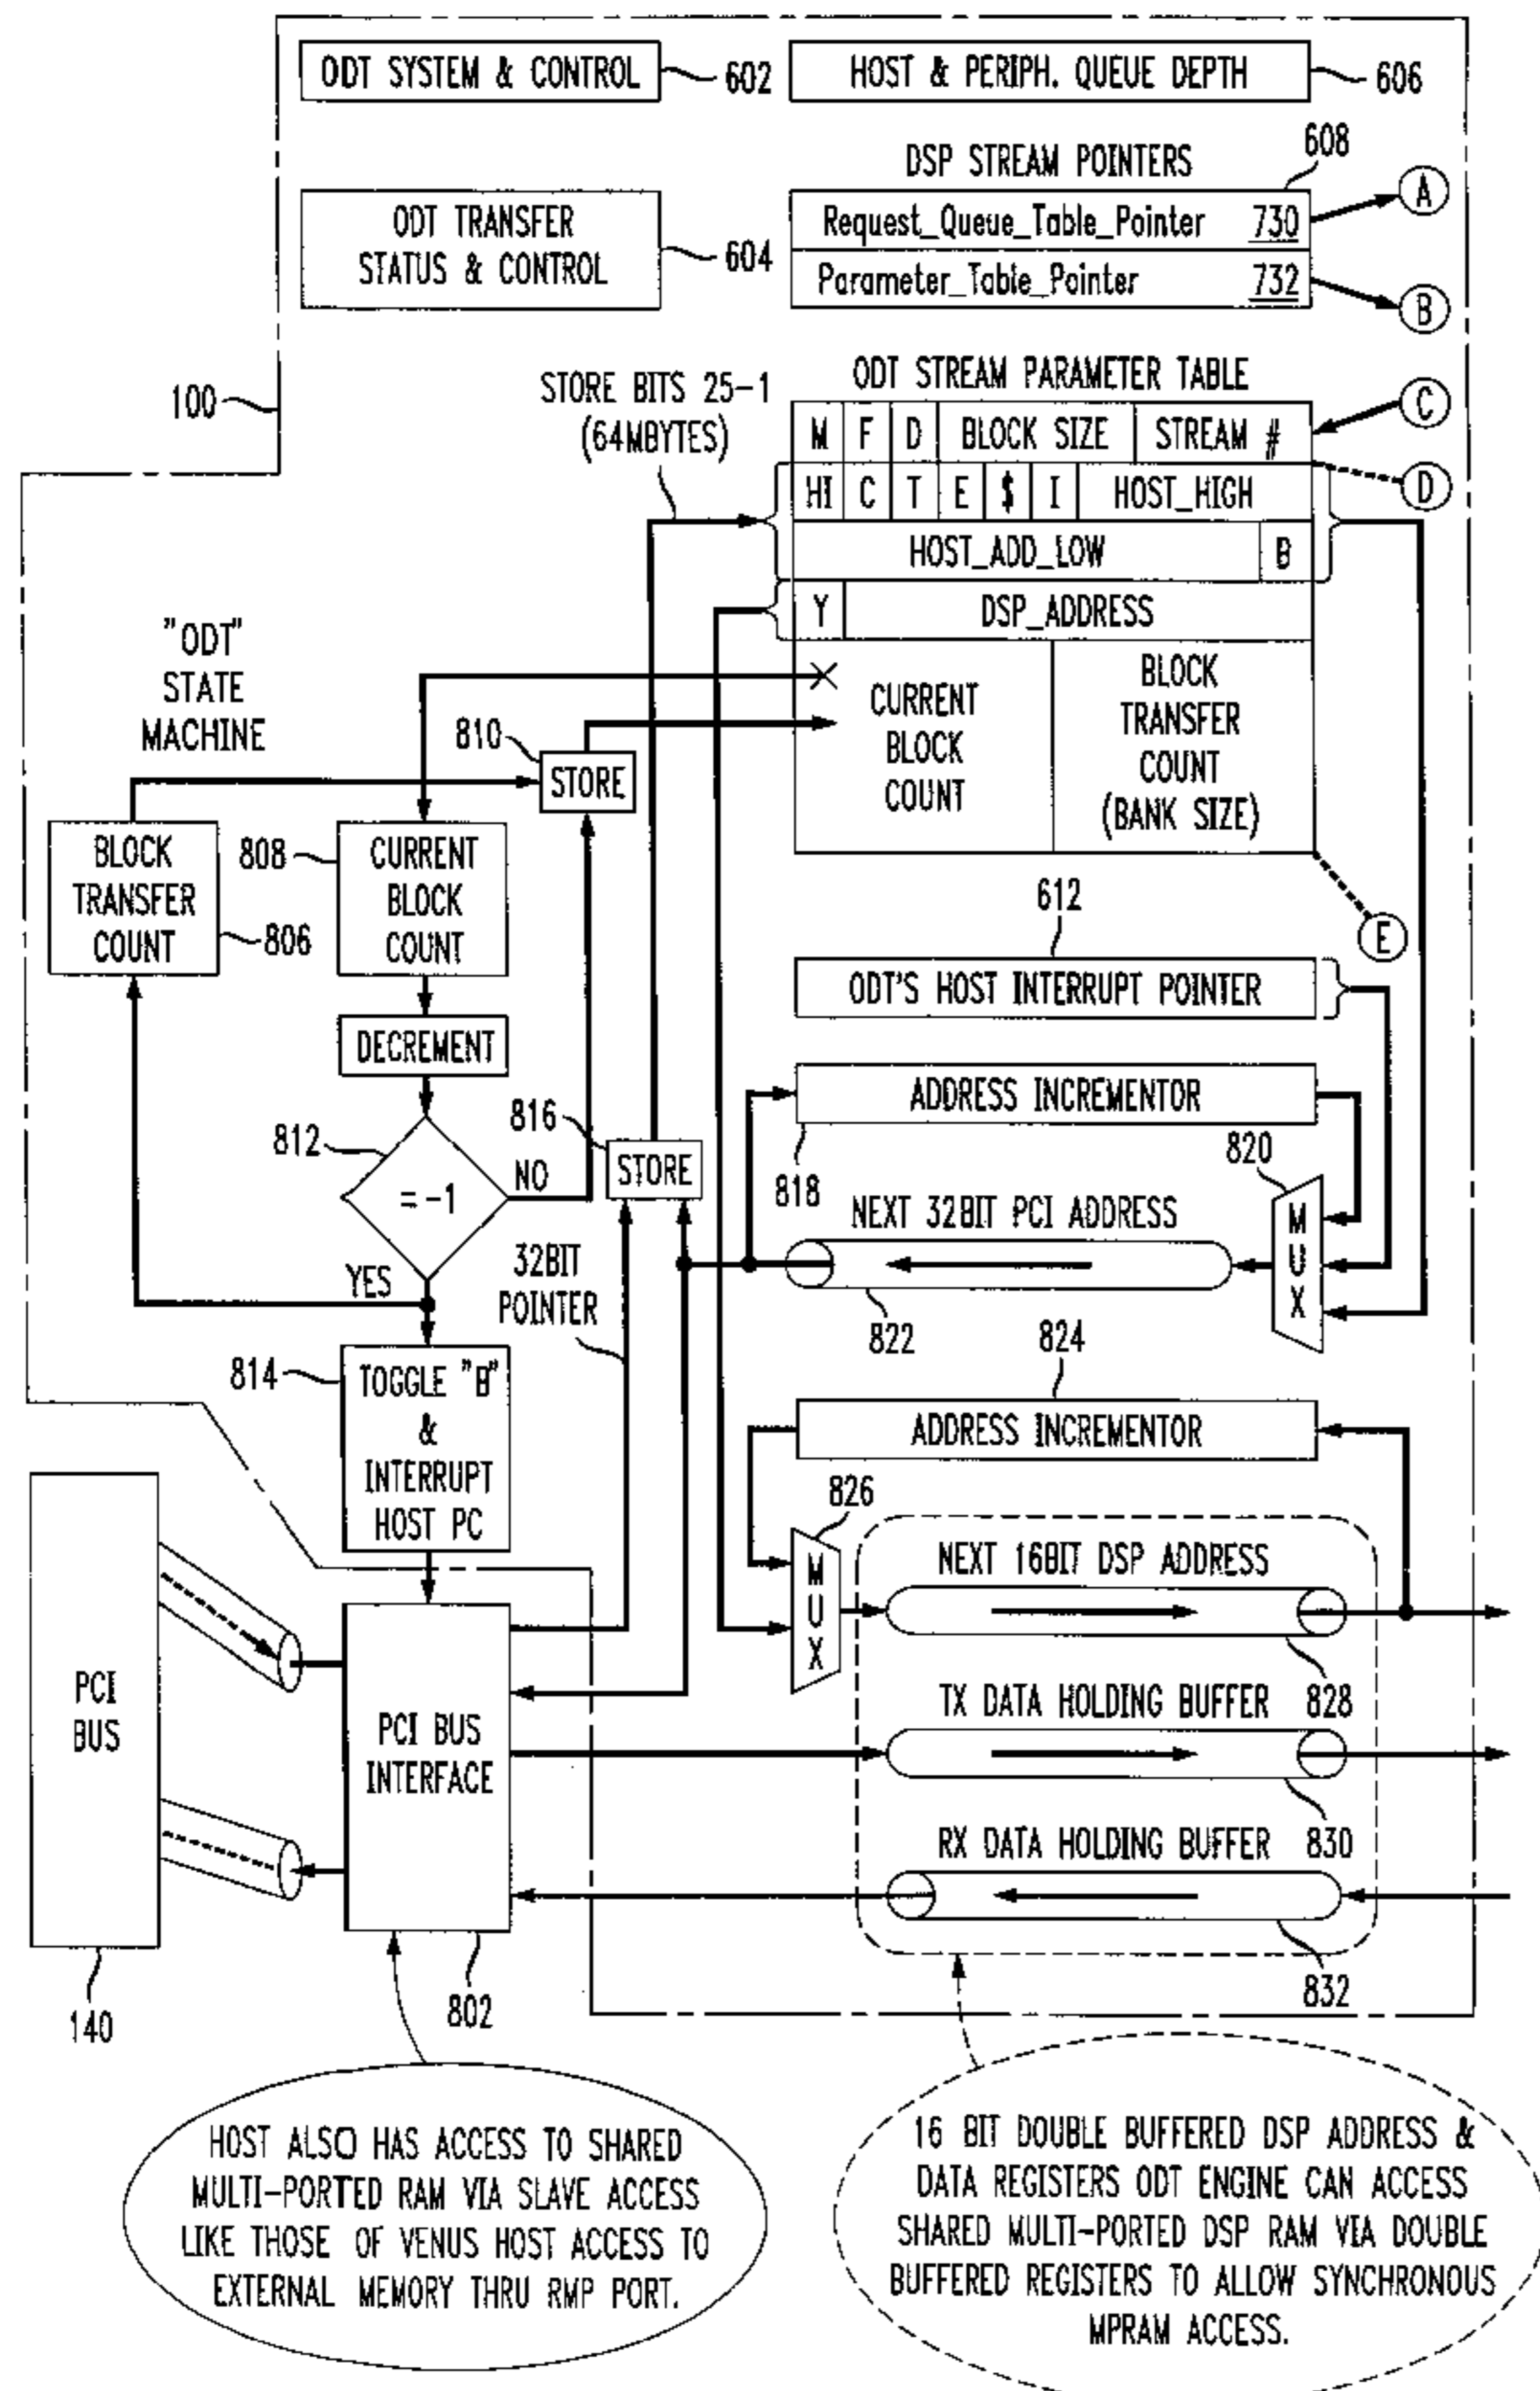 ODT SYSTEM & CONTROL
602
HOST & PERIPH. QUEUE DEPTH
606
DSP STREAM POINTERS
608
ODT TRANSFER
STATUS & CONTROL
604
Request_Queue_Table_Pointer 730
A
Parameter_Table_Pointer 732
B
100
STORE BITS 25-1
(64MBYTES)
ODT STREAM PARAMETER TABLE
M F D BLOCK SIZE STREAM #
C
HI C T E $ I HOST_HIGH
D
HOST_ADD_LOW B
Y DSP_ADDRESS
CURRENT
BLOCK
COUNT
BLOCK
TRANSFER
COUNT
(BANK SIZE)
E
"ODT"
STATE
MACHINE
810
STORE
BLOCK
TRANSFER
COUNT
806
808
CURRENT
BLOCK
COUNT
DECREMENT
812
=-1
NO
YES
612
ODT'S HOST INTERRUPT POINTER
816
STORE
ADDRESS INCREMENTOR
818
820
MUX
NEXT 32BIT PCI ADDRESS
822
32BIT
POINTER
814
TOGGLE "B"
&
INTERRUPT
HOST PC
824
ADDRESS INCREMENTOR
826
MUX
NEXT 16BIT DSP ADDRESS
828
TX DATA HOLDING BUFFER
830
RX DATA HOLDING BUFFER
832
PCI
BUS
140
PCI BUS
INTERFACE
802
HOST ALSO HAS ACCESS TO SHARED
MULTI-PORTED RAM VIA SLAVE ACCESS
LIKE THOSE OF VENUS HOST ACCESS TO
EXTERNAL MEMORY THRU RMP PORT.
16 BIT DOUBLE BUFFERED DSP ADDRESS &
DATA REGISTERS ODT ENGINE CAN ACCESS
SHARED MULTI-PORTED DSP RAM VIA DOUBLE
BUFFERED REGISTERS TO ALLOW SYNCHRONOUS
MPRAM ACCESS.